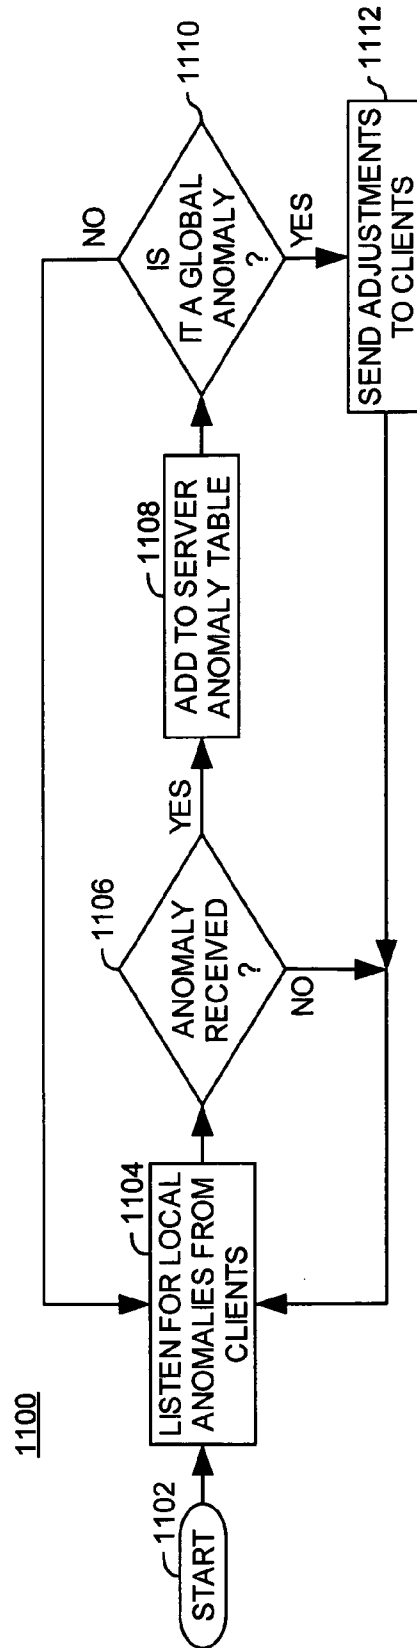 1100
1102
START
1104
LISTEN FOR LOCAL
ANOMALIES FROM
CLIENTS
1106
ANOMALY
RECEIVED
?
YES
NO
1108
ADD TO SERVER
ANOMALY TABLE
1110
IS
IT A GLOBAL
ANOMALY
?
NO
YES
1112
SEND ADJUSTMENTS
TO CLIENTS